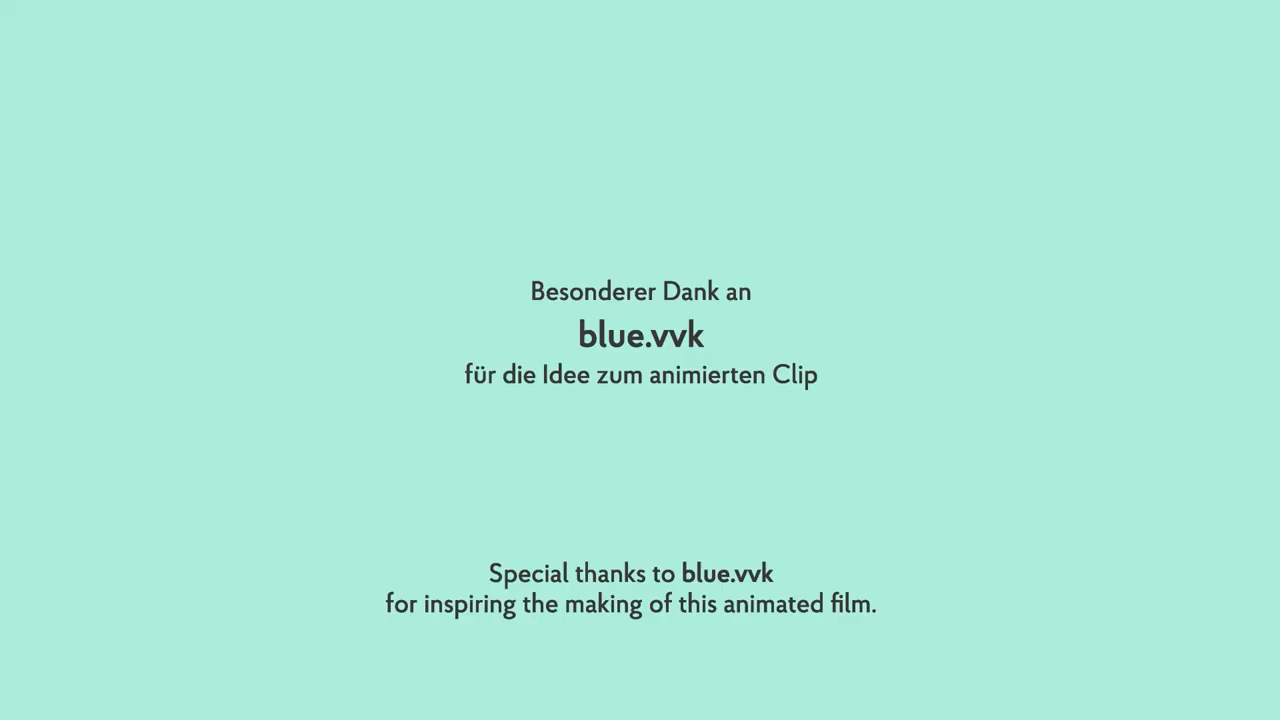 Besonderer Dank an
blue.vvk
für die Idee zum animierten Clip
Special thanks to blue.vvk
for inspiring the making of this animated film.